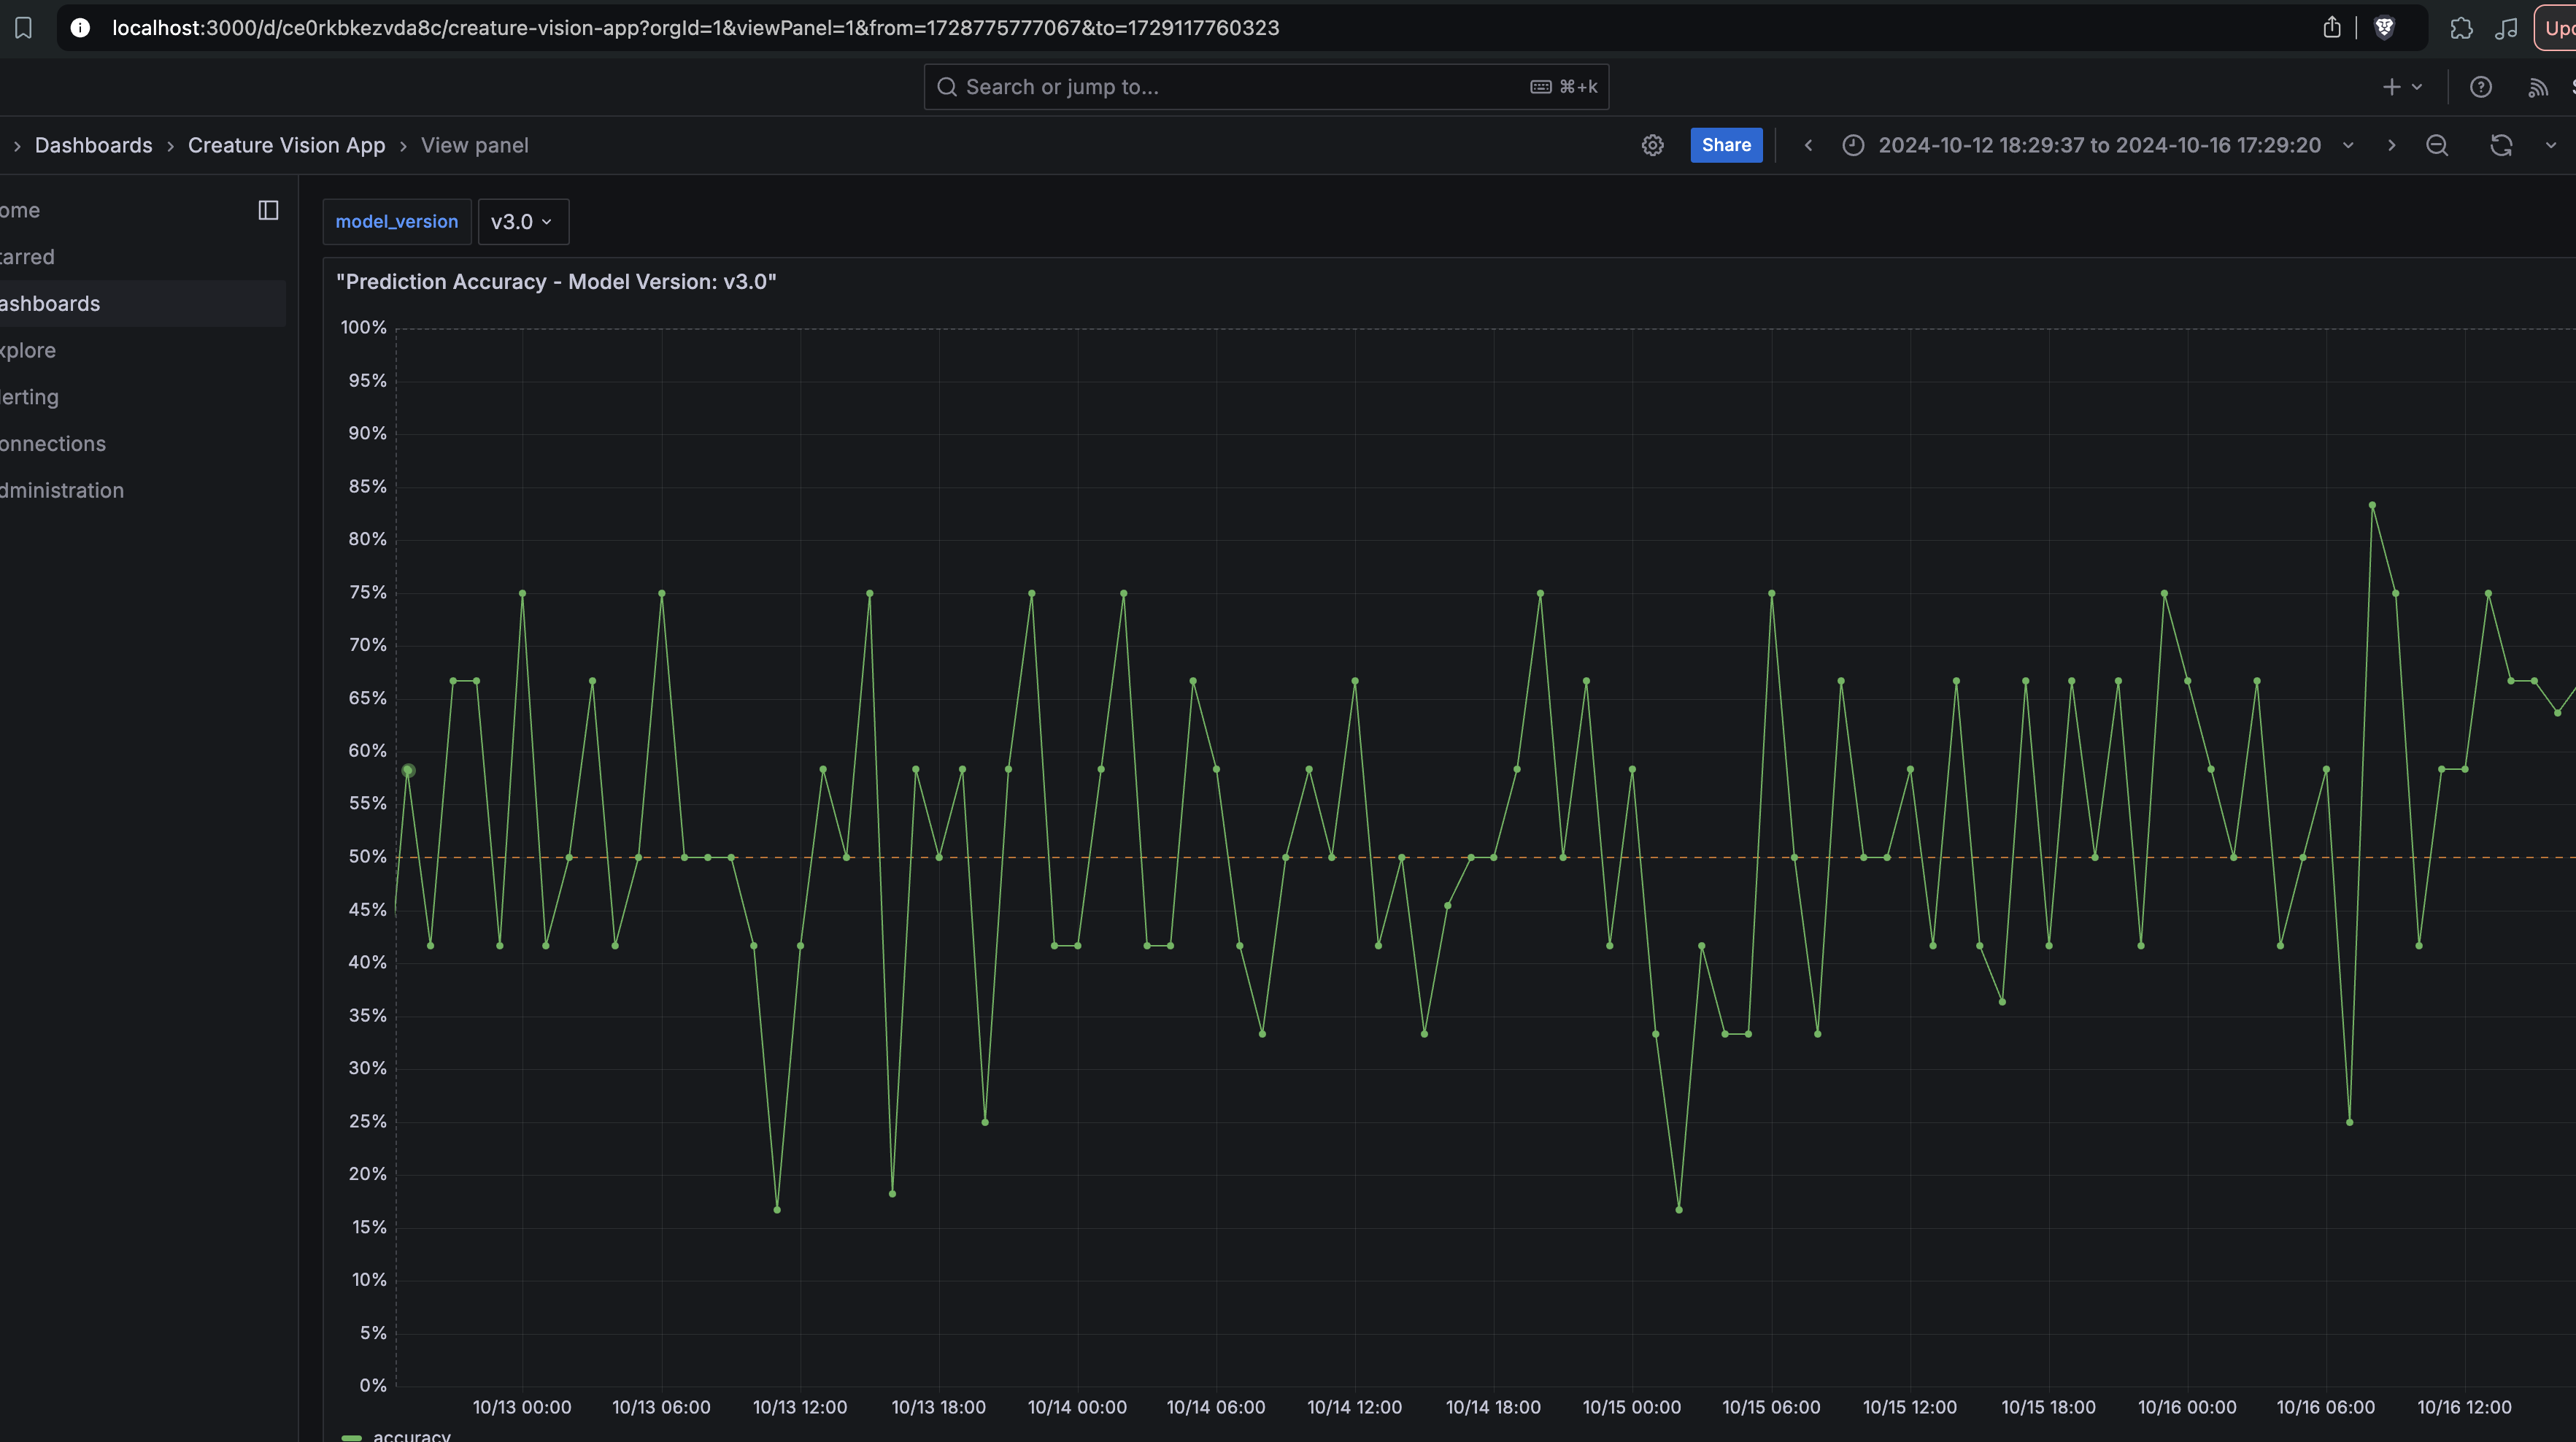 localhost:3000/d/ce0rkbkezvda8c/creature-vision-app?orgId=1&viewPanel=1&from=1728775777067&to=1729117760323
Upd
Search or jump to...
⌘+k
Dashboards › Creature Vision App › View panel
Share
2024-10-12 18:29:37 to 2024-10-16 17:29:20
ome
tarred
ashboards
xplore
lerting
onnections
dministration
model_version
v3.0
"Prediction Accuracy - Model Version: v3.0"
100%
95%
90%
85%
80%
75%
70%
65%
60%
55%
50%
45%
40%
35%
30%
25%
20%
15%
10%
5%
0%
10/13 00:00
10/13 06:00
10/13 12:00
10/13 18:00
10/14 00:00
10/14 06:00
10/14 12:00
10/14 18:00
10/15 00:00
10/15 06:00
10/15 12:00
10/15 18:00
10/16 00:00
10/16 06:00
10/16 12:00
accuracy